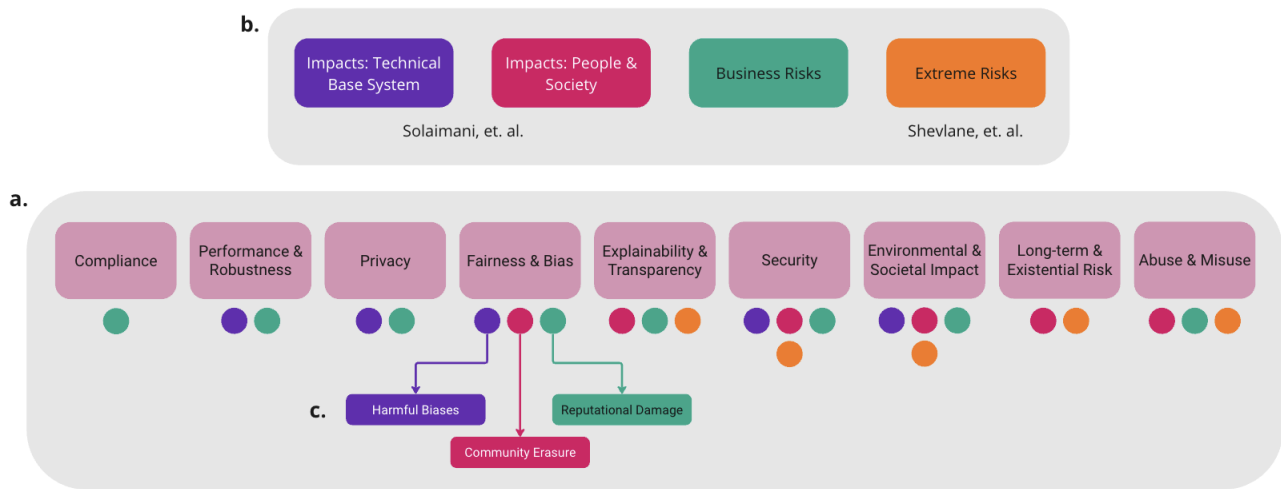 b.
Impacts: Technical
Base System
Impacts: People &
Society
Business Risks
Extreme Risks
Solaimani, et. al.
Shevlane, et. al.
a.
Compliance
Performance &
Robustness
Privacy
Fairness & Bias
Explainability &
Transparency
Security
Environmental &
Societal Impact
Long-term &
Existential Risk
Abuse & Misuse
c.
Harmful Biases
Reputational Damage
Community Erasure